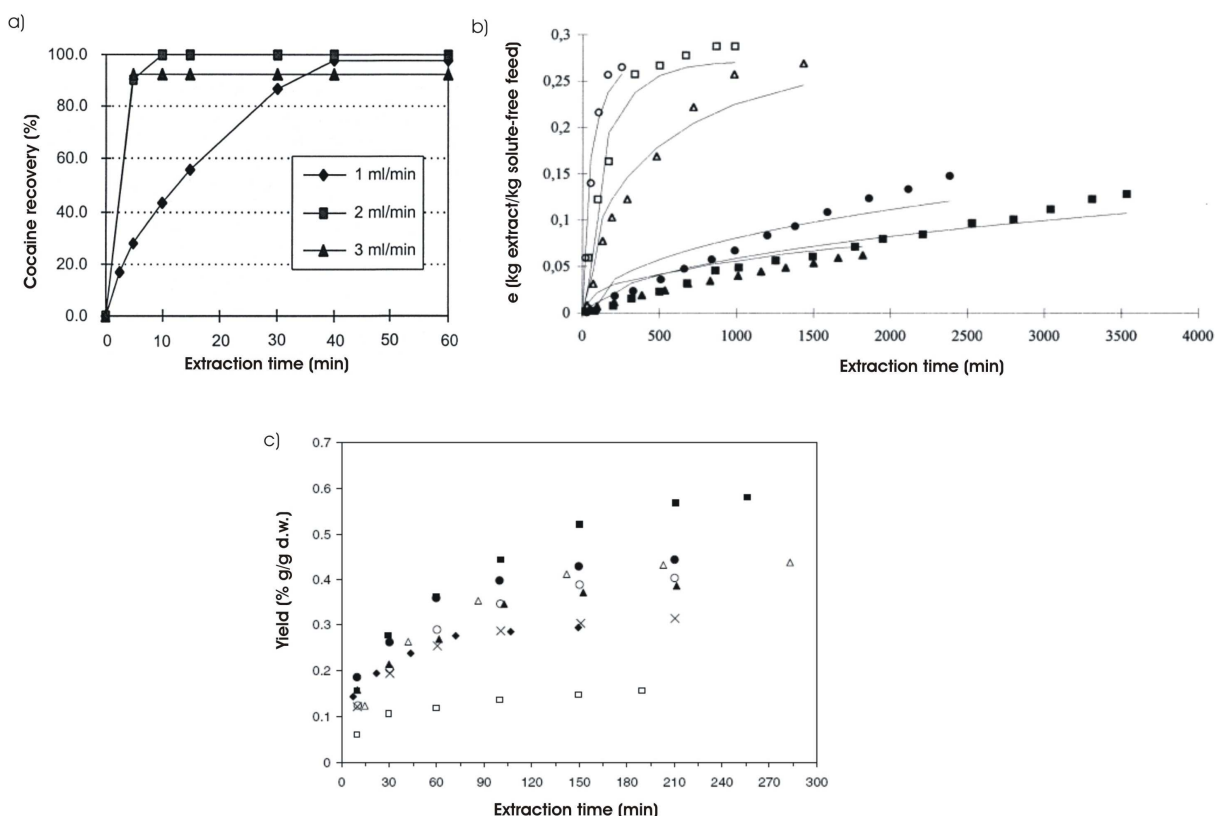 a)
100.0
80.0
60.0
40.0
20.0
0.0
Cocaine recovery (%)
0 5 10 15 20 30 40 50 60
Extraction time (min)
1 ml/min
2 ml/min
3 ml/min
b)
0,3
0,25
0,2
0,15
0,1
0,05
0
e (kg extract/kg solute-free feed)
0 500 1000 1500 2000 2500 3000 3500 4000
Extraction time (min)
c)
0.7
0.6
0.5
0.4
0.3
0.2
0.1
0
Yield (% g/g d.w.)
0 30 60 90 120 150 180 210 240 270 300
Extraction time (min)